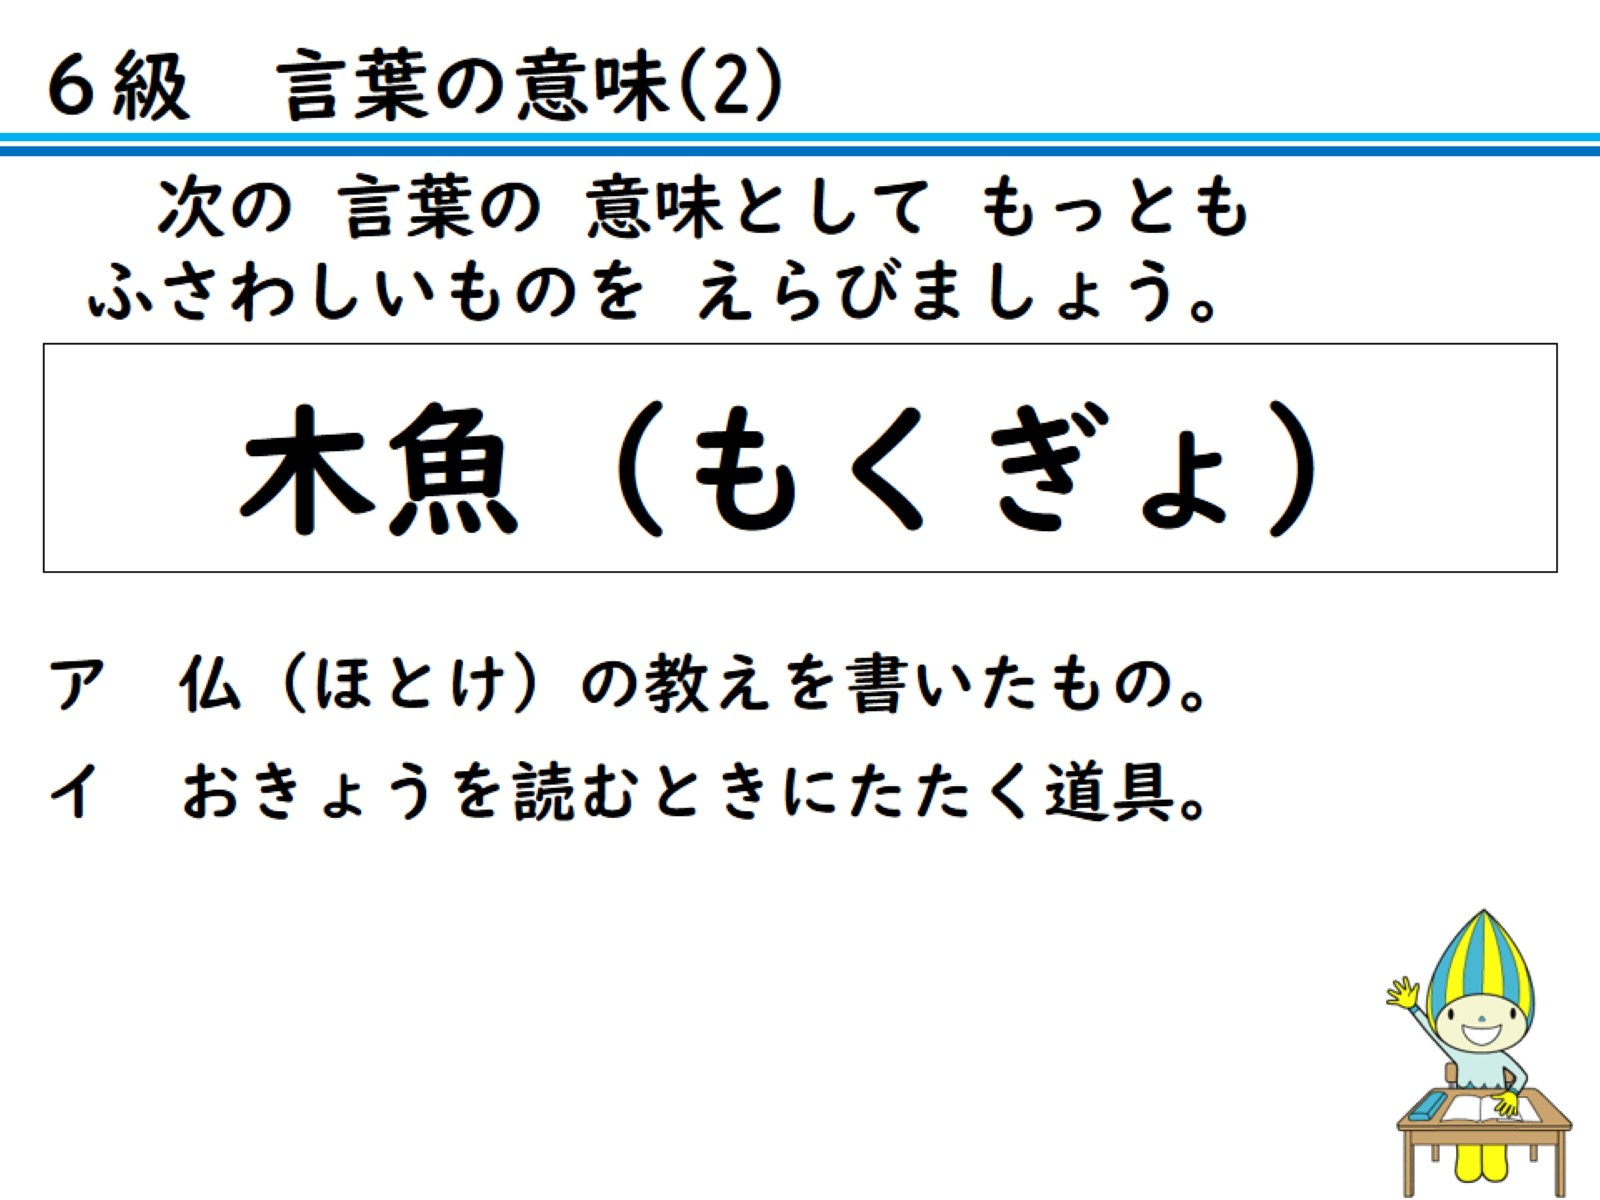 ６級　言葉の意味(2)
次の 言葉の 意味として もっとも
ふさわしいものを えらびましょう。
木魚（もくぎょ）
ア　仏（ほとけ）の教えを書いたもの。
イ　おきょうを読むときにたたく道具。